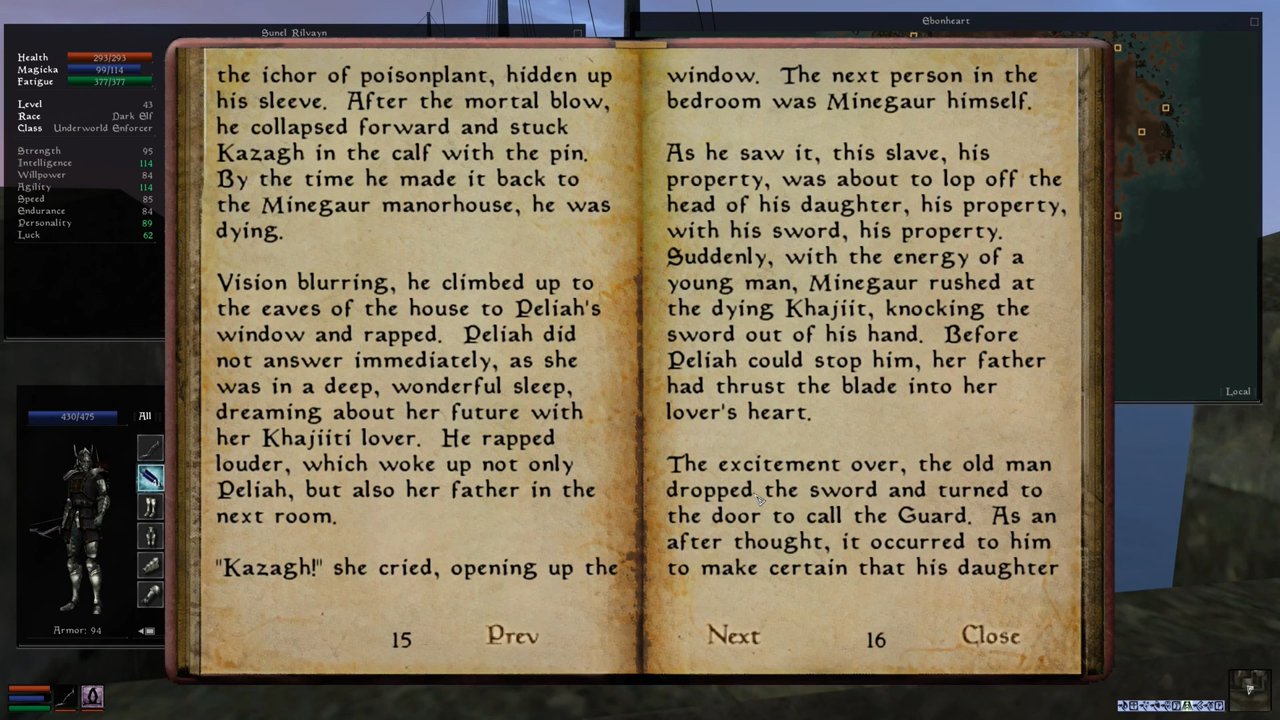 Sunel Rilvayn
Ebonheart
Health 293/293
Magicka 99/114
Fatigue 377/377
Level 43
Race Dark Elf
Class Underworld Enforcer
Strength 95
Intelligence 114
Willpower 84
Agility 114
Speed 85
Endurance 84
Personality 89
Luck 62
430/475
All
Armor: 94
the ichor of poisonplant, hidden up
his sleeve. After the mortal blow,
he collapsed forward and stuck
Kazagh in the calf with the pin.
By the time he made it back to
the Minegaur manorhouse, he was
dying.
Vision blurring, he climbed up to
the eaves of the house to Peliah's
window and rapped. Peliah did
not answer immediately, as she
was in a deep, wonderful sleep,
dreaming about her future with
her Khajiiti lover. He rapped
louder, which woke up not only
Peliah, but also her father in the
next room.
"Kazagh!" she cried, opening up the
15 Prev
window. The next person in the
bedroom was Minegaur himself.
As he saw it, this slave, his
property, was about to lop off the
head of his daughter, his property,
with his sword, his property.
Suddenly, with the energy of a
young man, Minegaur rushed at
the dying Khajiit, knocking the
sword out of his hand. Before
Peliah could stop him, her father
had thrust the blade into her
lover's heart.
The excitement over, the old man
dropped the sword and turned to
the door to call the Guard. As an
after thought, it occurred to him
to make certain that his daughter
Next 16 Close
Local